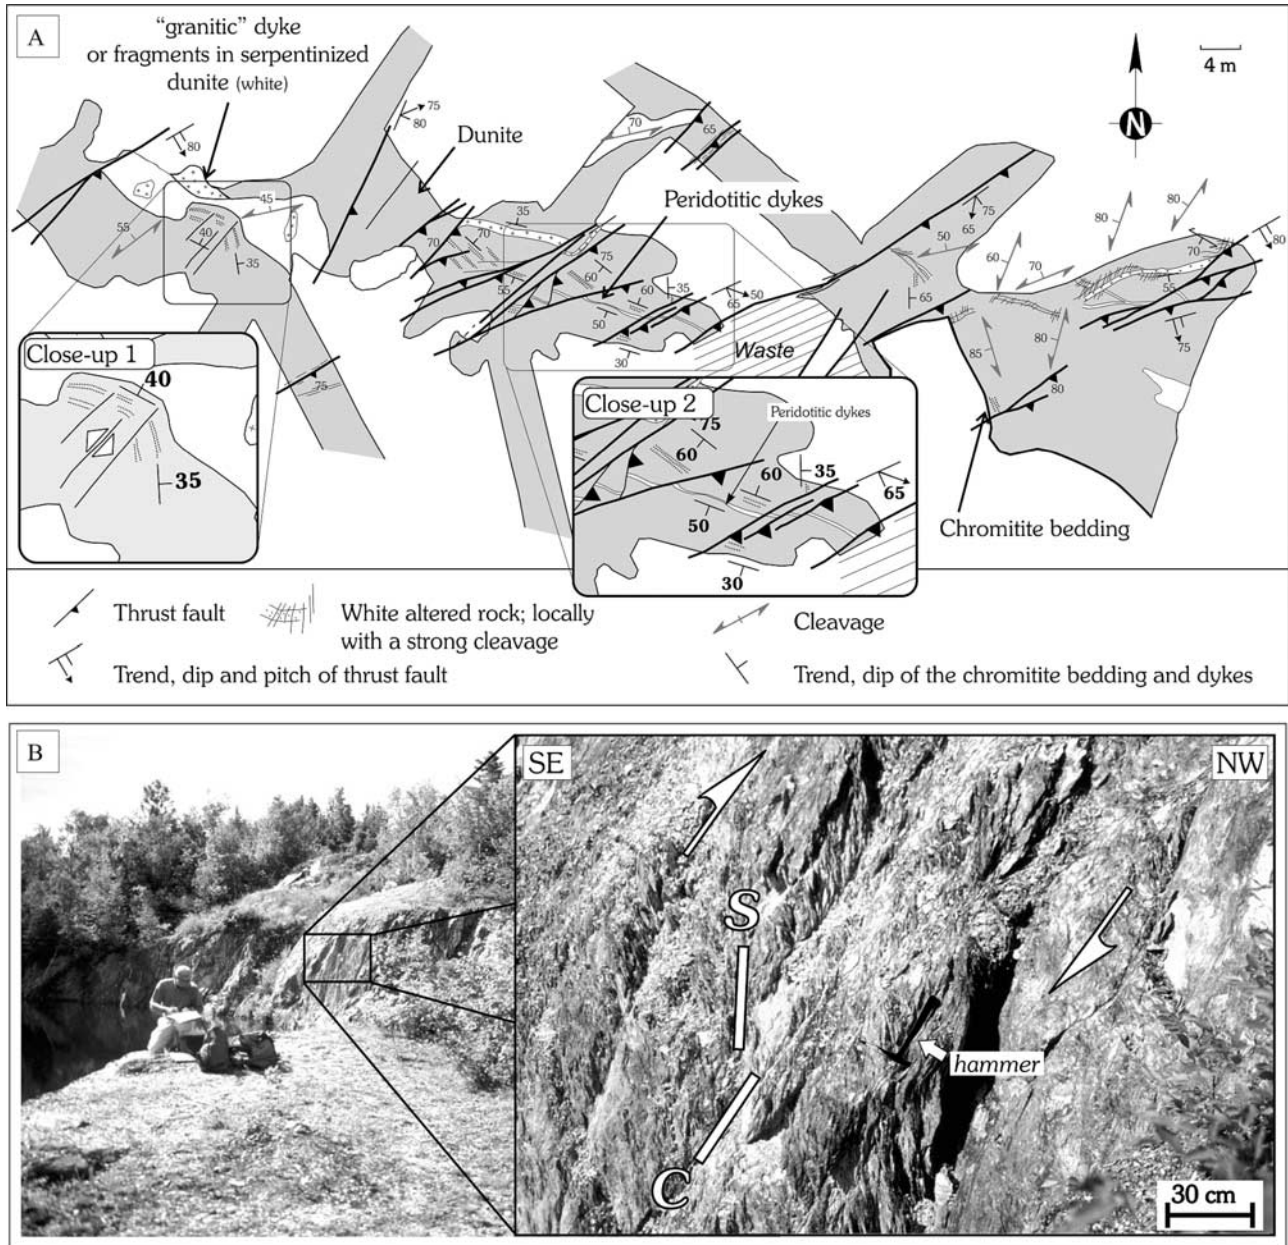 A
"granitic" dyke
or fragments in serpentinized
dunite (white)
4 m
N
75
80
80
Dunite
70
65
Peridotitic dykes
75
65
80
80
50
60
70
70
80
45
55
40
35
35
70
70
75
60
55
60
35
50
65
50
30
65
55
75
85
80
80
75
Waste
Close-up 1
40
35
Close-up 2
Peridotitic dykes
75
60
60
35
65
50
30
Chromitite bedding
Thrust fault
White altered rock; locally
with a strong cleavage
Cleavage
Trend, dip and pitch of thrust fault
Trend, dip of the chromitite bedding and dykes
B
SE
NW
S
C
hammer
30 cm